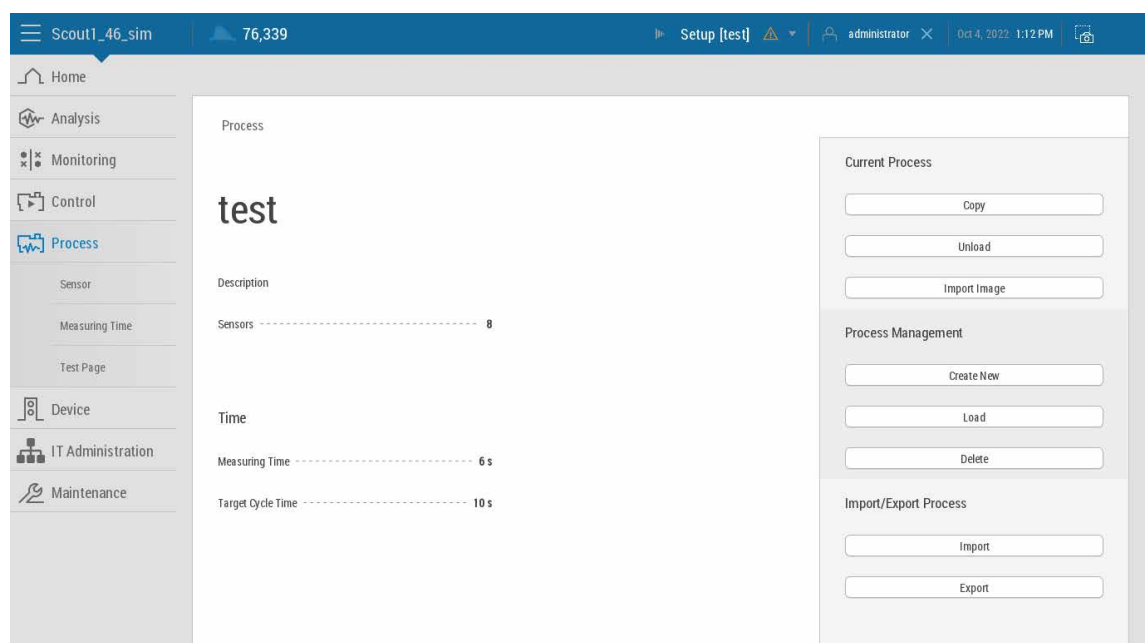 Scout1_46_sim
76,339
Setup [test]
administrator
Oct 4, 2022 1:12 PM
Home
Analysis
Monitoring
Control
Process
Sensor
Measuring Time
Test Page
Device
IT Administration
Maintenance
Process
test
Description
Sensors 8
Time
Measuring Time 6 s
Target Cycle Time 10 s
Current Process
Copy
Unload
Import Image
Process Management
Create New
Load
Delete
Import/Export Process
Import
Export